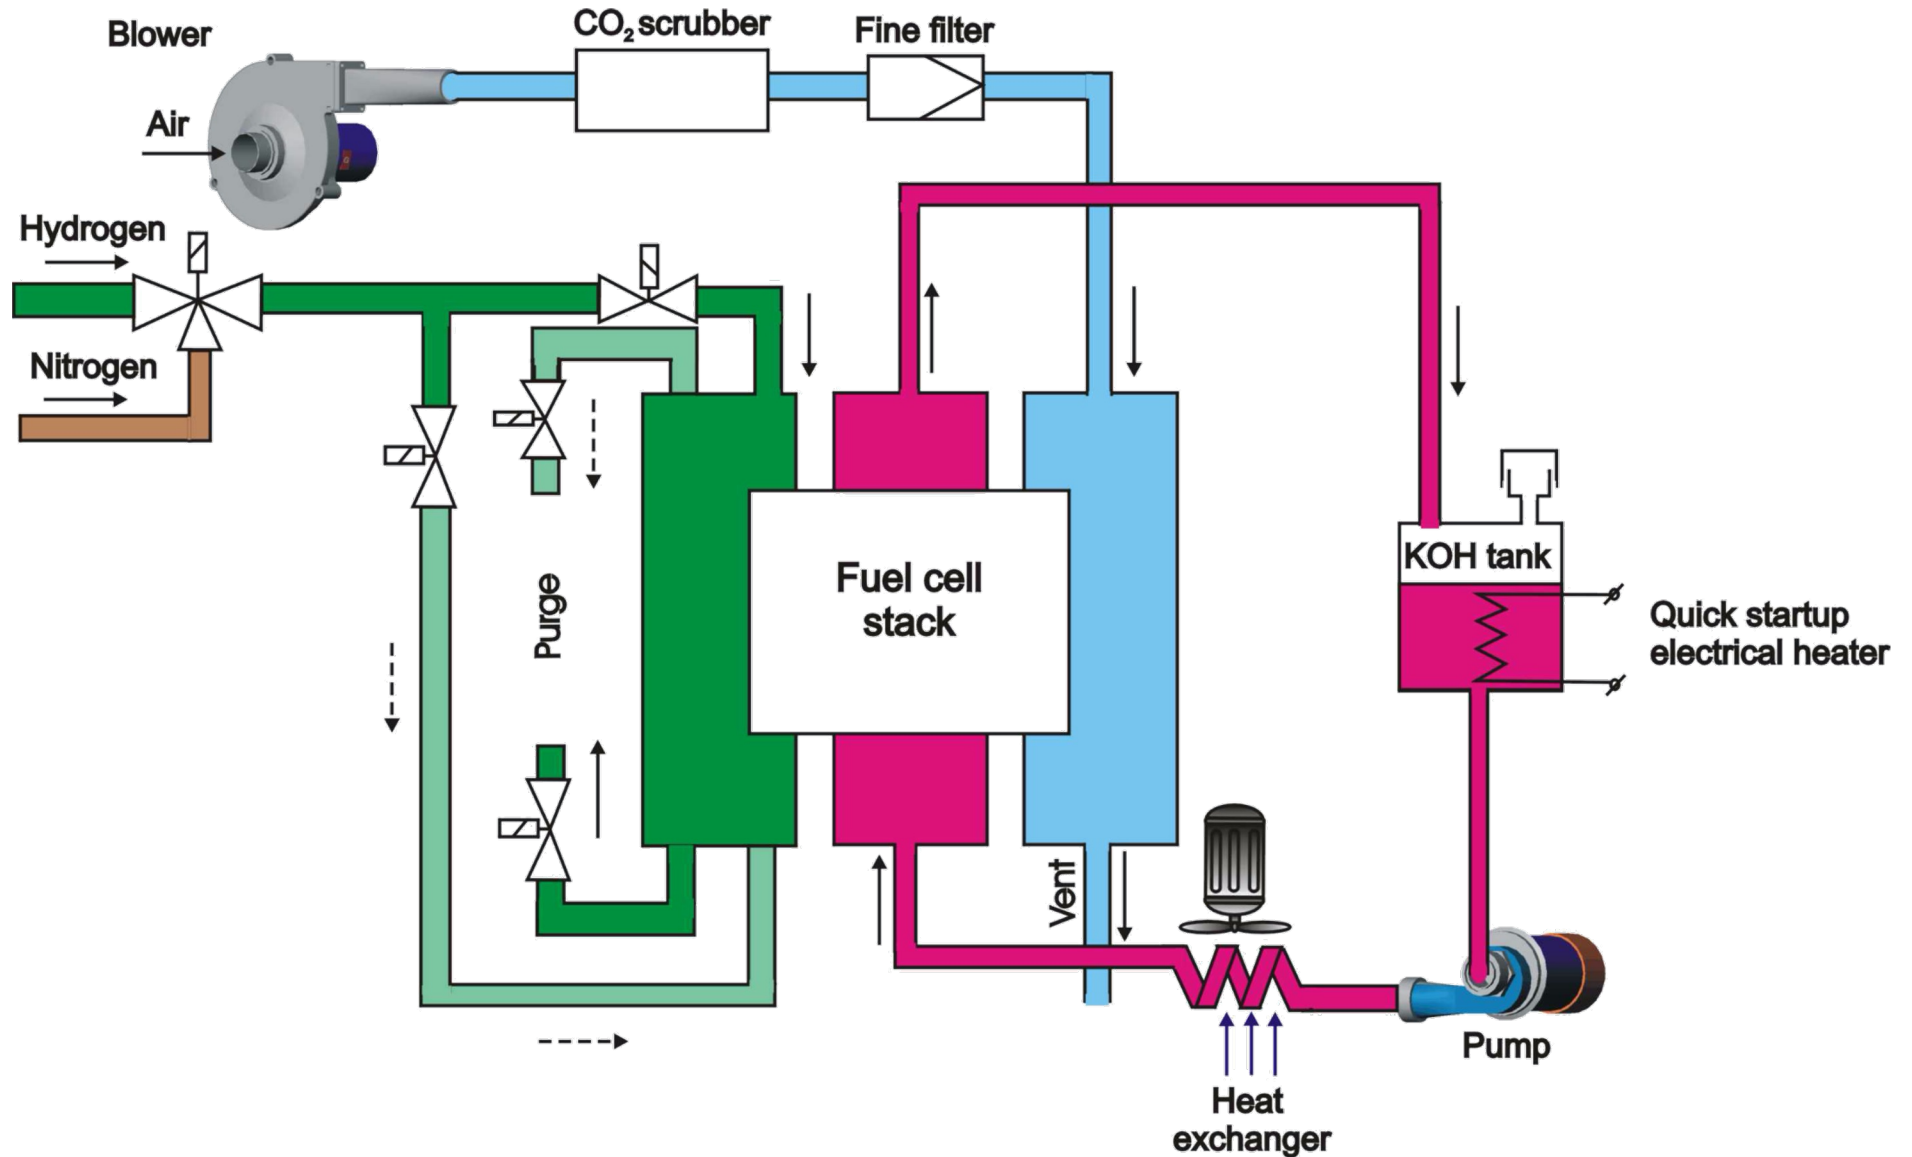 Blower
CO₂ scrubber
Fine filter
Air
Hydrogen
Nitrogen
KOH tank
Fuel cell
stack
Purge
Quick startup
electrical heater
Vent
Pump
Heat
exchanger